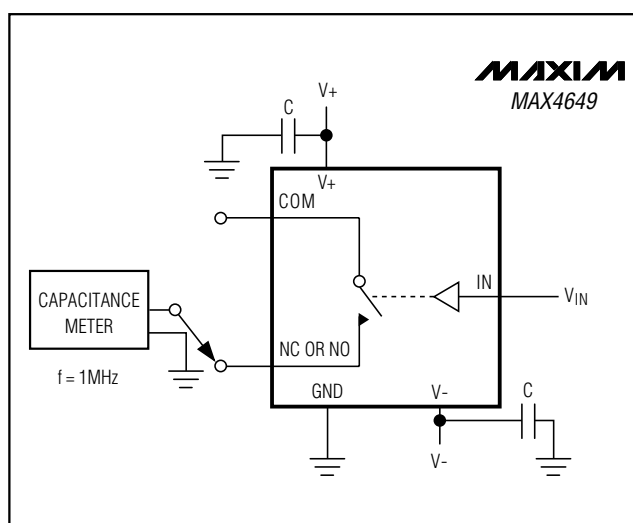 MAXIM
MAX4649
V+
C
V+
COM
IN
VIN
CAPACITANCE
METER
NC OR NO
f = 1MHz
GND
V-
C
V-